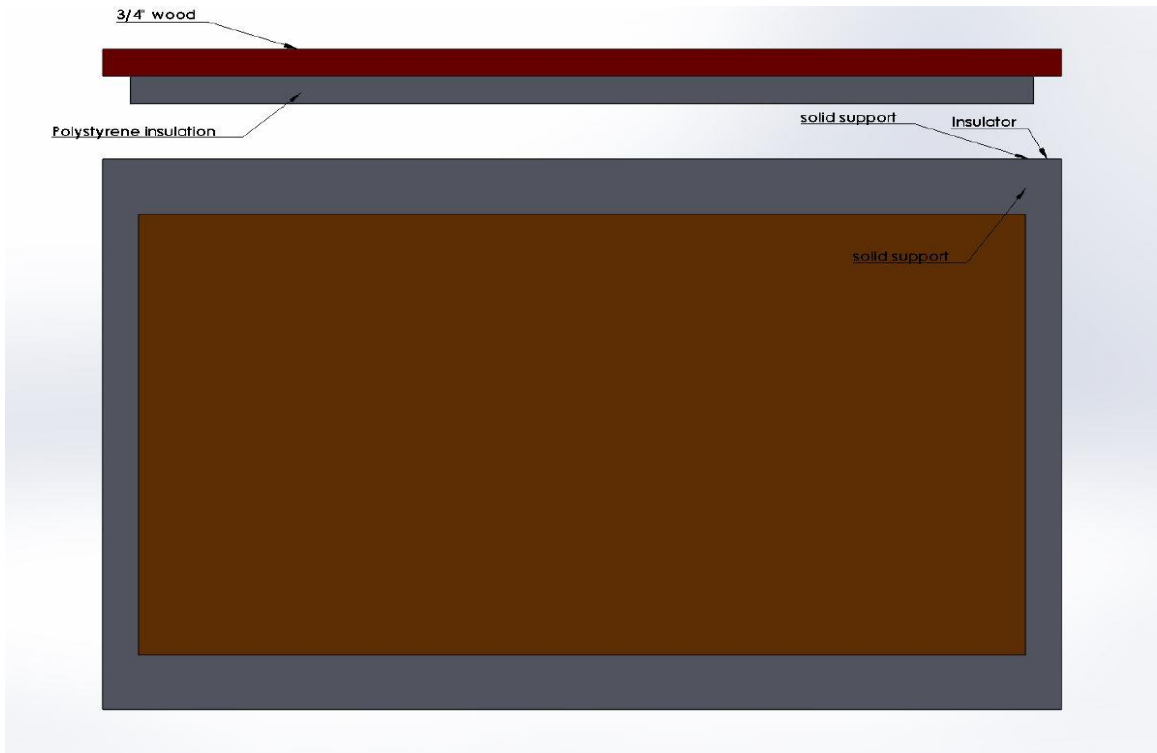 3/4" wood
Polystyrene insulation
solid support
Insulator
solid support